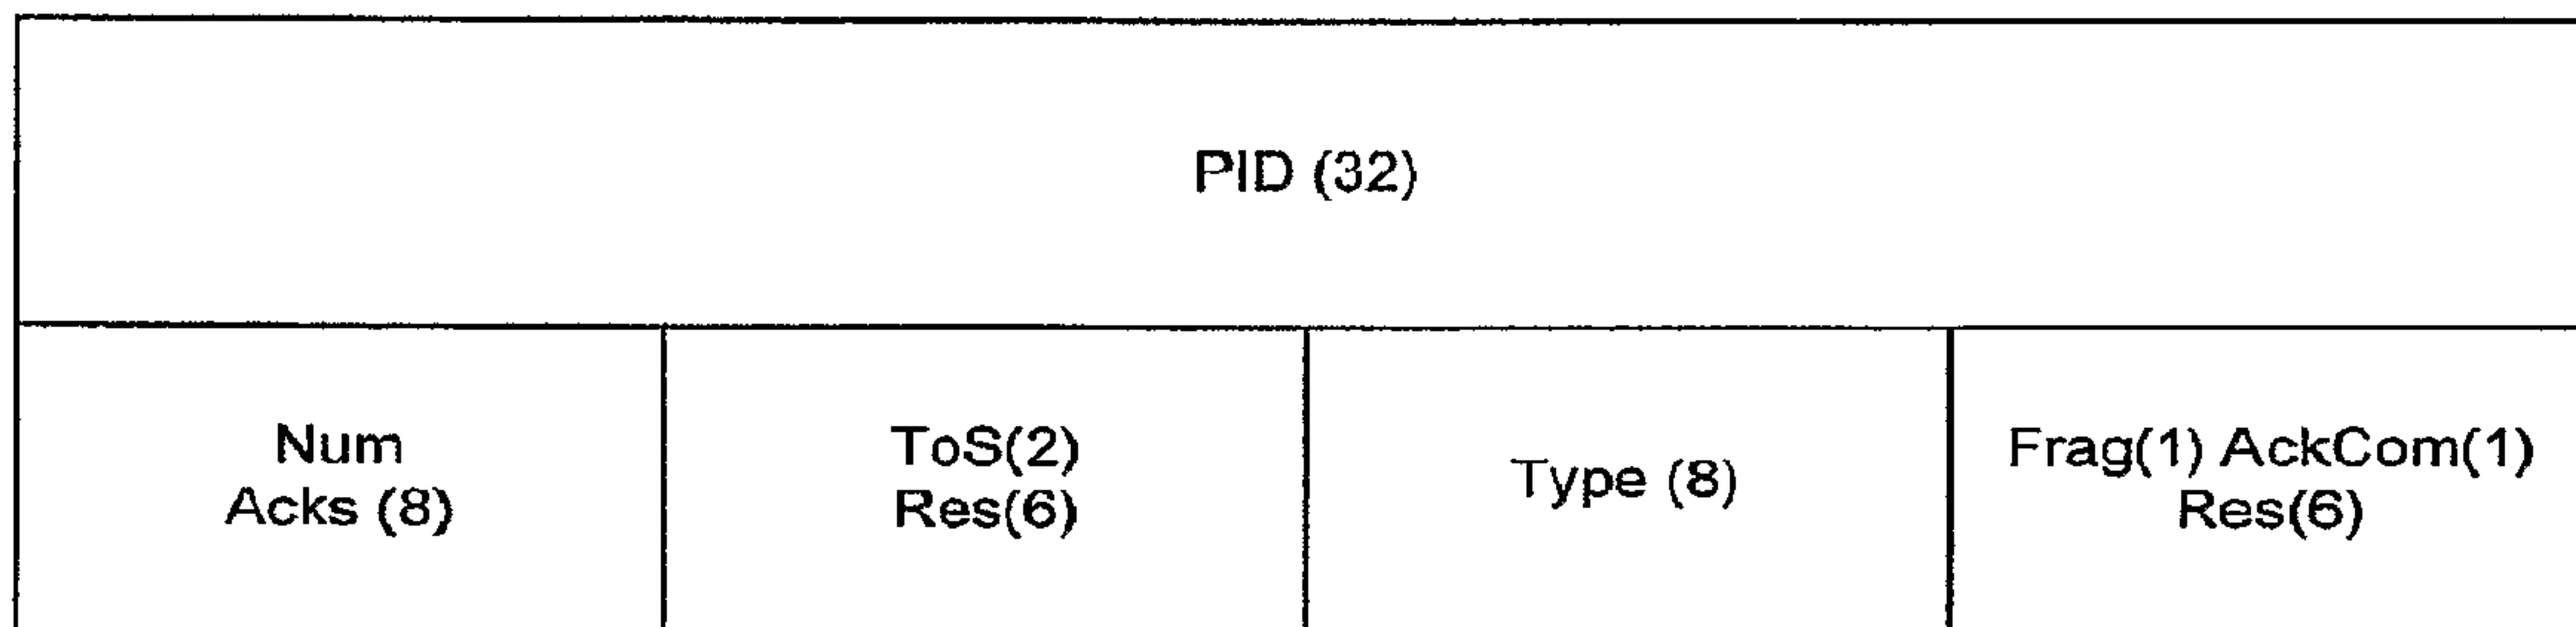 PID (32)
Num
Acks (8)
ToS(2)
Res(6)
Type (8)
Frag(1) AckCom(1)
Res(6)